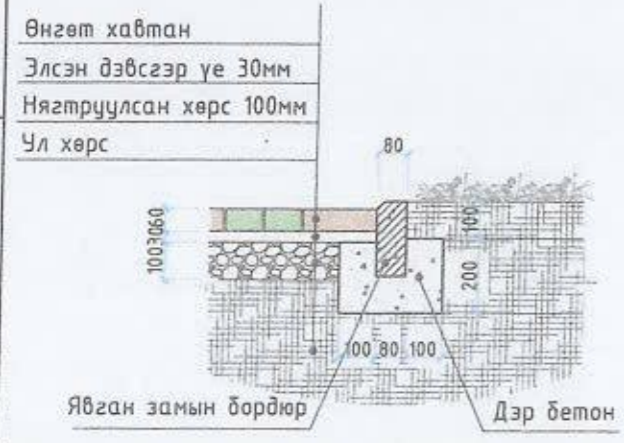 Өнгөт хавтан
Элсэн дэвсгэр үе 30мм
Нягтруулсан хөрс 100мм
Ул хөрс
80
60
30
100
100
200
100 80 100
Явган замын бордюр
Дэр бетон